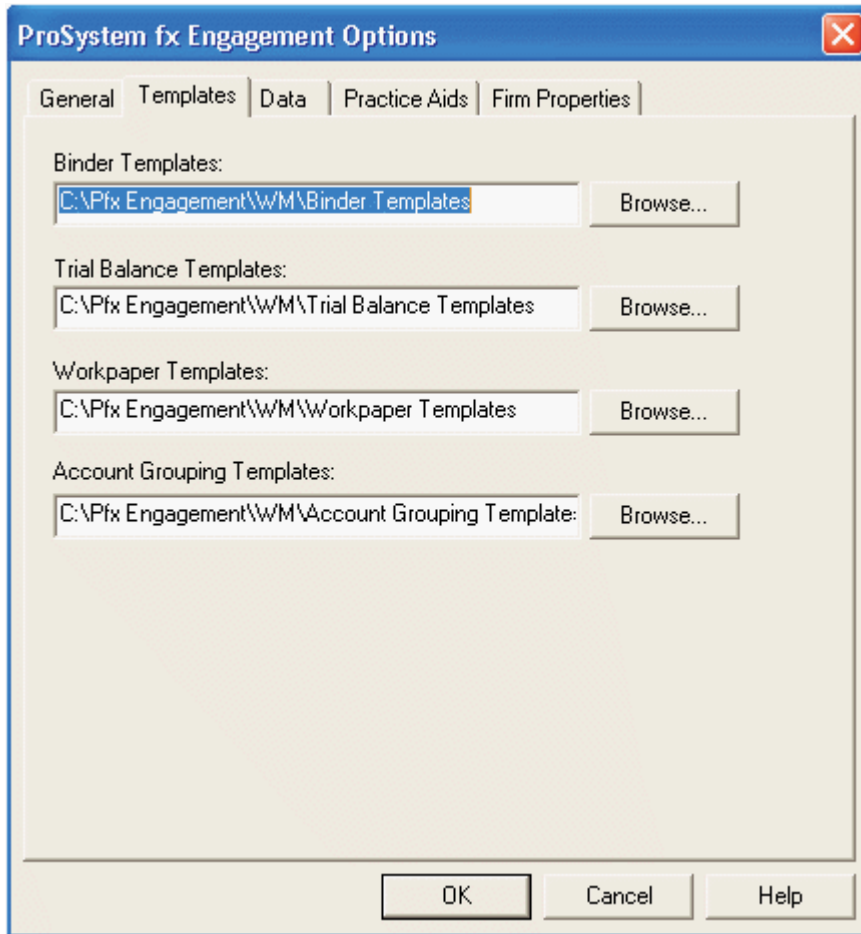 ProSystem fx Engagement Options
General Templates Data Practice Aids Firm Properties
Binder Templates:
C:\Pfx Engagement\WM\Binder Templates Browse...
Trial Balance Templates:
C:\Pfx Engagement\WM\Trial Balance Templates Browse...
Workpaper Templates:
C:\Pfx Engagement\WM\Workpaper Templates Browse...
Account Grouping Templates:
C:\Pfx Engagement\WM\Account Grouping Template Browse...
OK Cancel Help